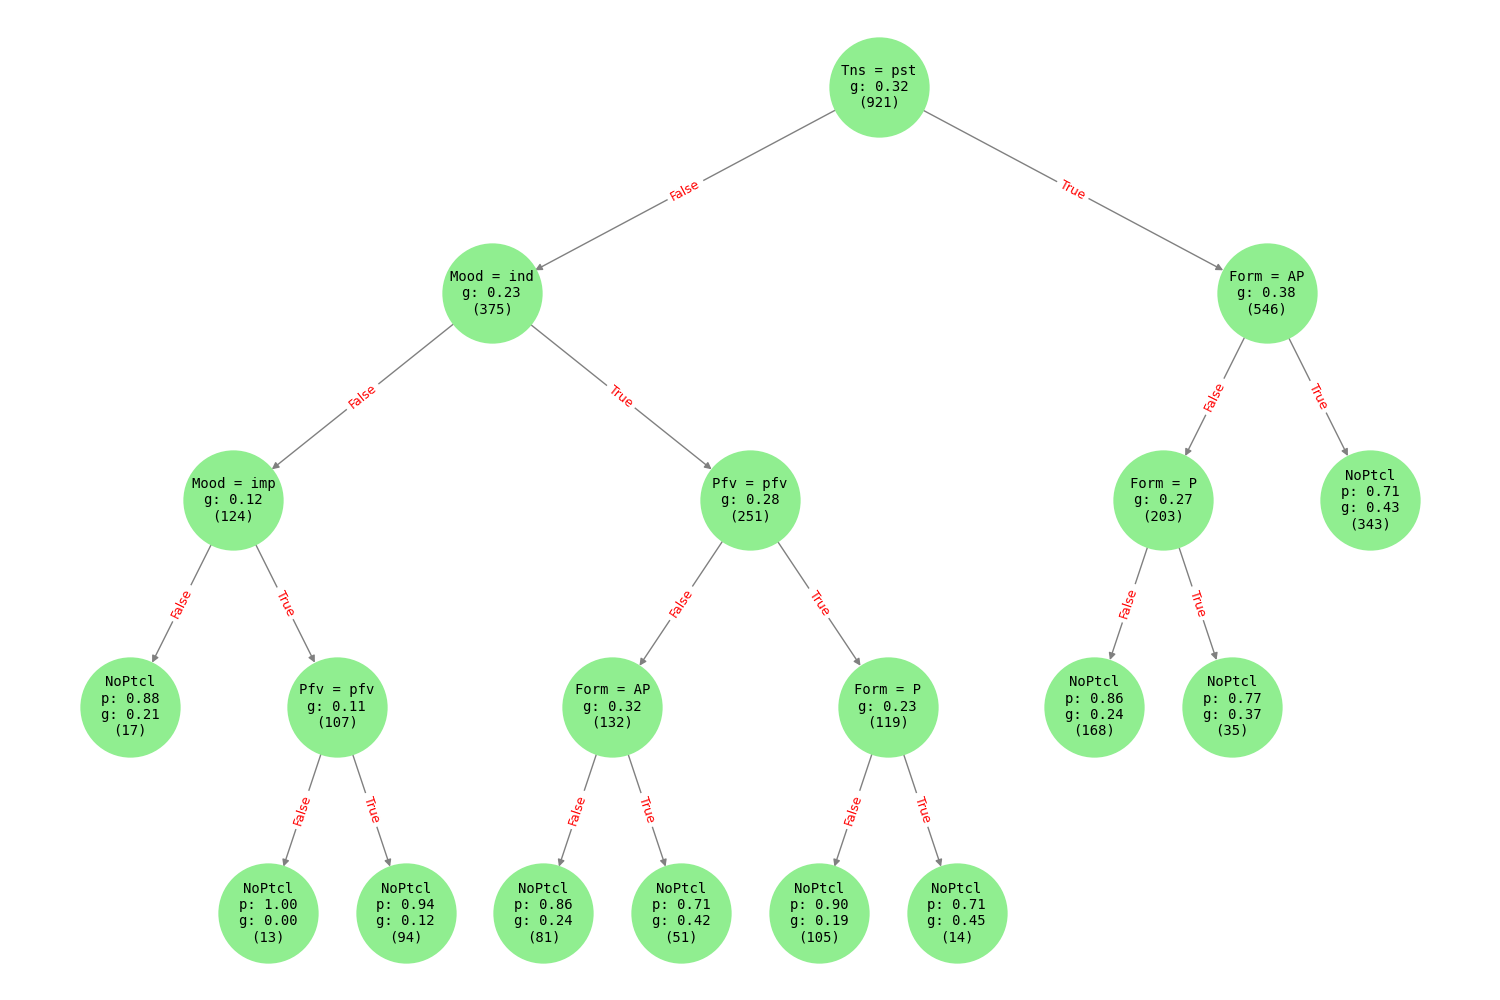 Tns = pst
g: 0.32
(921)
False
True
Mood = ind
g: 0.23
(375)
Form = AP
g: 0.38
(546)
False
True
False
True
Mood = imp
g: 0.12
(124)
Pfv = pfv
g: 0.28
(251)
Form = P
g: 0.27
(203)
NoPtcl
p: 0.71
g: 0.43
(343)
False
True
False
True
False
True
NoPtcl
p: 0.88
g: 0.21
(17)
Pfv = pfv
g: 0.11
(107)
Form = AP
g: 0.32
(132)
Form = P
g: 0.23
(119)
NoPtcl
p: 0.86
g: 0.24
(168)
NoPtcl
p: 0.77
g: 0.37
(35)
False
True
False
True
False
True
NoPtcl
p: 1.00
g: 0.00
(13)
NoPtcl
p: 0.94
g: 0.12
(94)
NoPtcl
p: 0.86
g: 0.24
(81)
NoPtcl
p: 0.71
g: 0.42
(51)
NoPtcl
p: 0.90
g: 0.19
(105)
NoPtcl
p: 0.71
g: 0.45
(14)